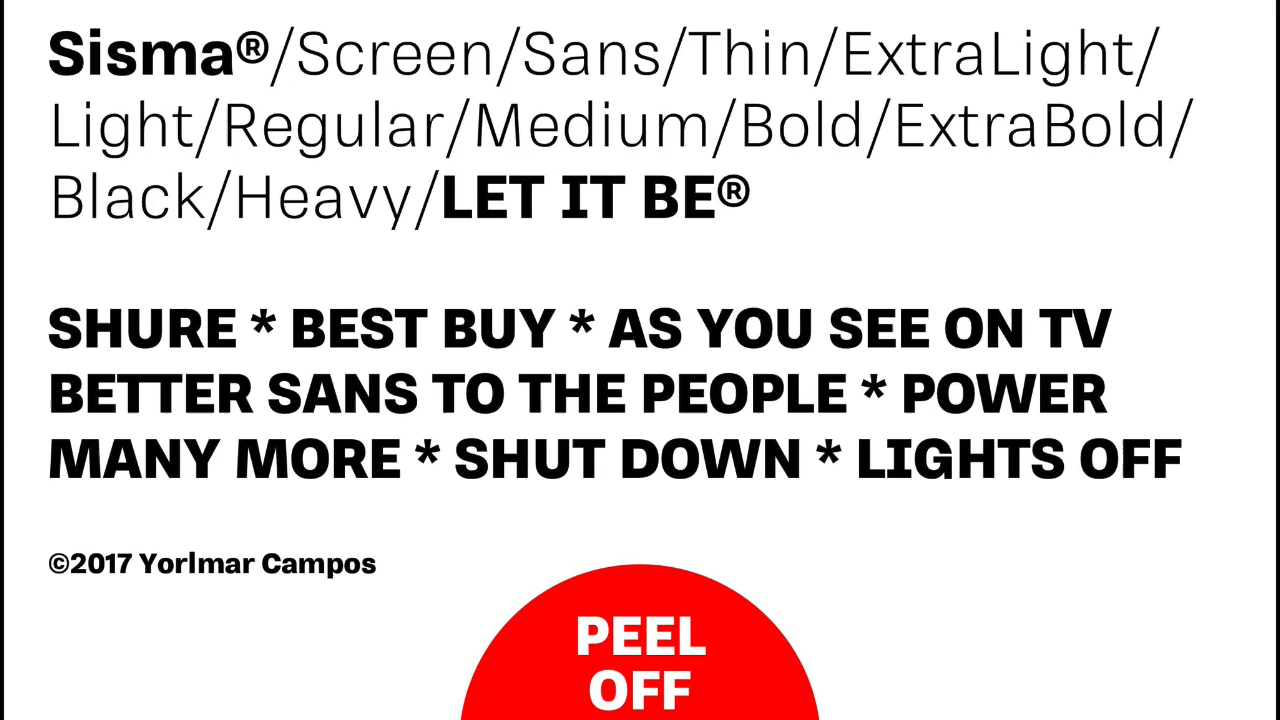 Sisma®/Screen/Sans/Thin/ExtraLight/
Light/Regular/Medium/Bold/ExtraBold/
Black/Heavy/LET IT BE®
SHURE * BEST BUY * AS YOU SEE ON TV
BETTER SANS TO THE PEOPLE * POWER
MANY MORE * SHUT DOWN * LIGHTS OFF
©2017 Yorlmar Campos
PEEL
OFF